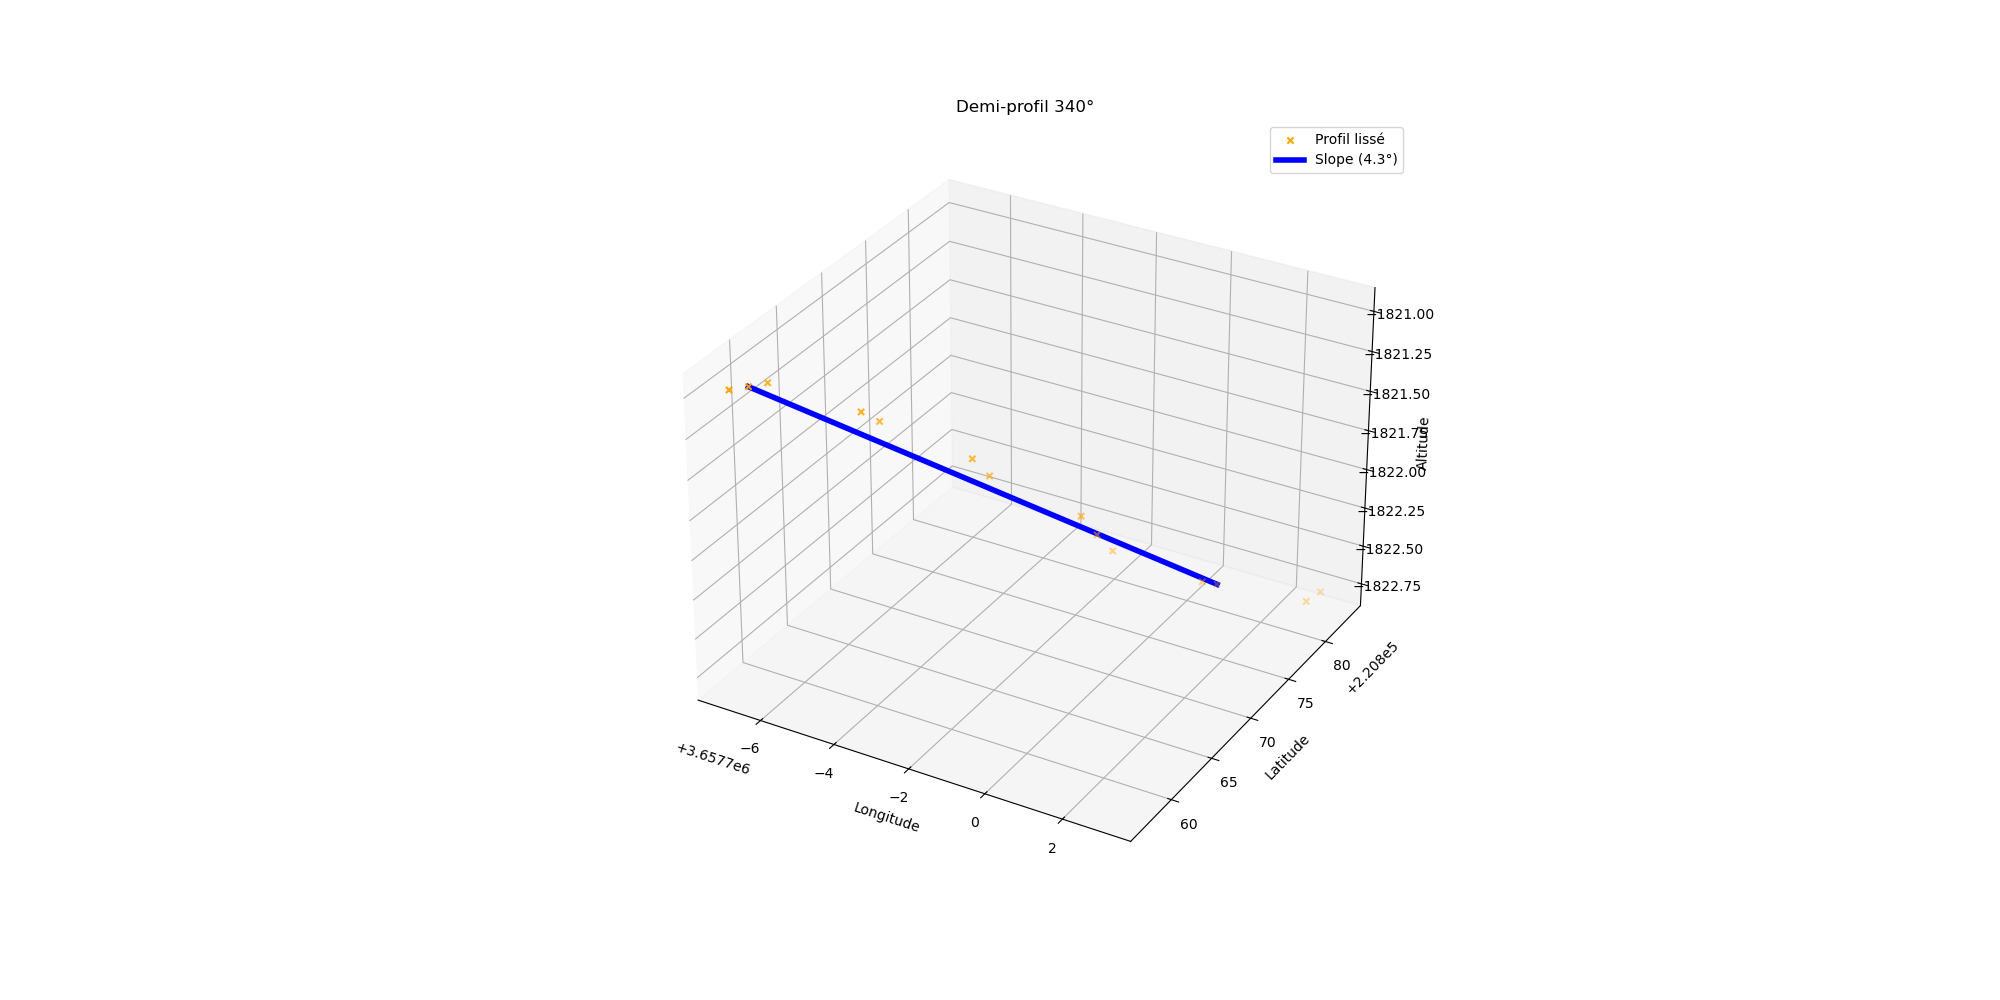 Demi-profil 340°
Profil lissé
Slope (4.3°)
−1821.00
−1821.25
−1821.50
−1821.75
−1822.00
−1822.25
−1822.50
−1822.75
Altitude
80
75
70
65
60
+2.208e5
Latitude
−6
−4
−2
0
2
+3.6577e6
Longitude